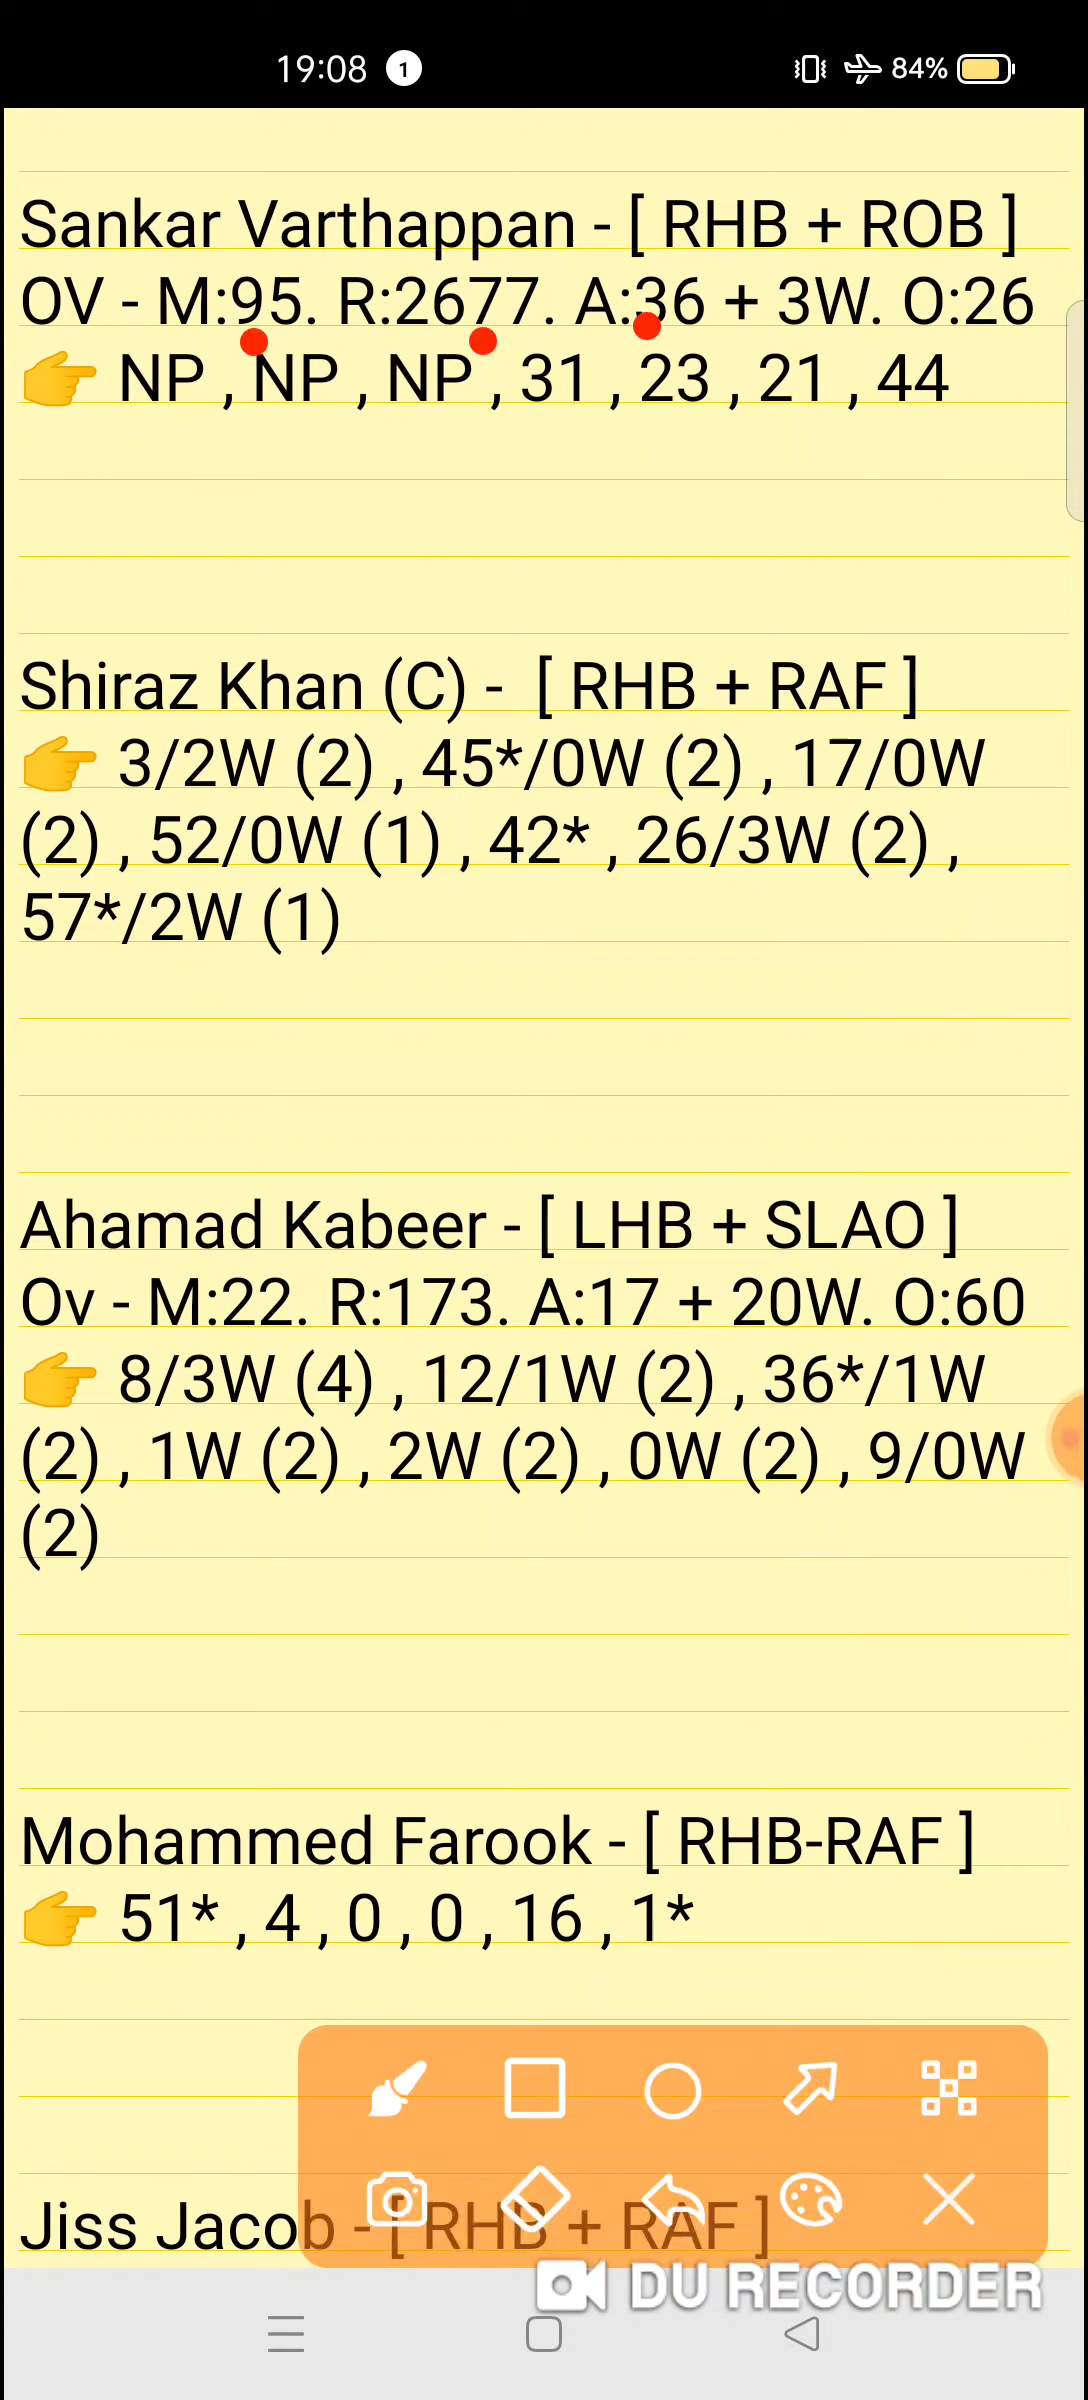 19:08 1 84%
Sankar Varthappan - [ RHB + ROB ]
OV - M:95. R:2677. A:36 + 3W. O:26
👉 NP , NP , NP , 31 , 23 , 21 , 44
Shiraz Khan (C) - [ RHB + RAF ]
👉 3/2W (2) , 45*/0W (2) , 17/0W
(2) , 52/0W (1) , 42* , 26/3W (2) ,
57*/2W (1)
Ahamad Kabeer - [ LHB + SLAO ]
Ov - M:22. R:173. A:17 + 20W. O:60
👉 8/3W (4) , 12/1W (2) , 36*/1W
(2) , 1W (2) , 2W (2) , 0W (2) , 9/0W
(2)
Mohammed Farook - [ RHB-RAF ]
👉 51* , 4 , 0 , 0 , 16 , 1*
Jiss Jacob - [ RHB + RAF ]
DU RECORDER